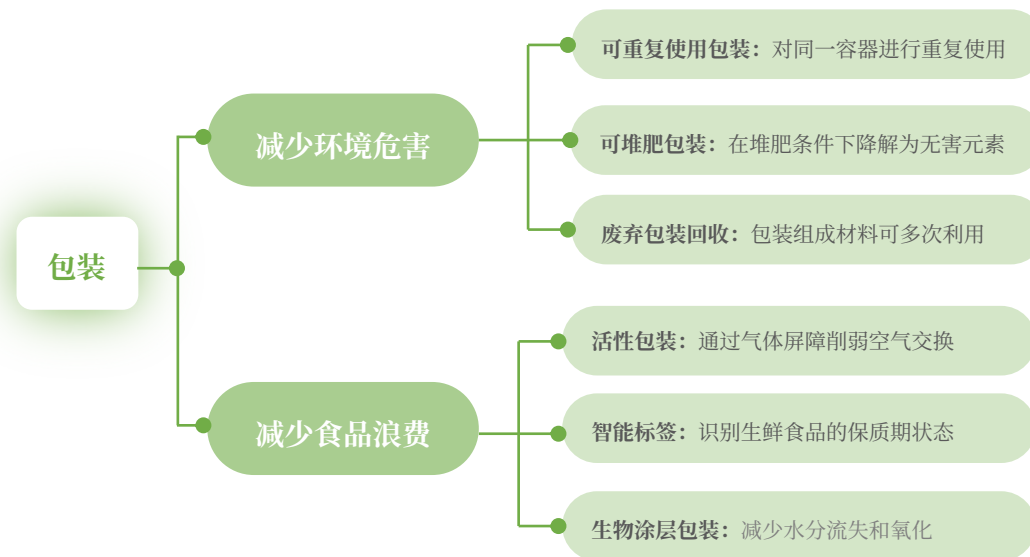 包装
减少环境危害
可重复使用包装：对同一容器进行重复使用
可堆肥包装：在堆肥条件下降解为无害元素
废弃包装回收：包装组成材料可多次利用
减少食品浪费
活性包装：通过气体屏障削弱空气交换
智能标签：识别生鲜食品的保质期状态
生物涂层包装：减少水分流失和氧化